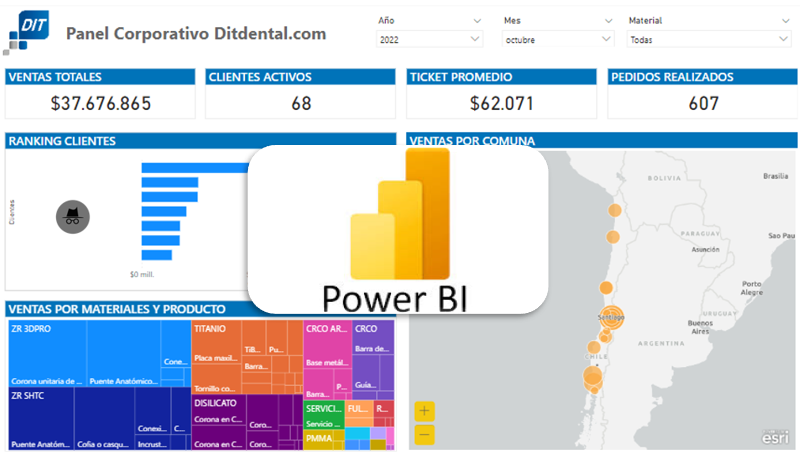 DIT
Panel Corporativo Ditdental.com
Año
2022
Mes
octubre
Material
Todas
VENTAS TOTALES
$37.676.865
CLIENTES ACTIVOS
68
TICKET PROMEDIO
$62.071
PEDIDOS REALIZADOS
607
RANKING CLIENTES
Clientes
$0 mill.
Power BI
VENTAS POR COMUNA
BOLIVIA
Brasilia
PARAGUAY
Asunción
Sao Pau
Porto
Alegre
Santiago
URUGUAY
Buenos
Aires
ARGENTINA
CHILE
esri
VENTAS POR MATERIALES Y PRODUCTO
ZR 3DPRO
Cone...
Corona unitaria de ...
Puente Anatómico...
ZR SHTC
Conexi...
C...
Puente Anatóm...
Cofia o casqu...
Incrust...
TITANIO
Placa maxil...
Tornillo co...
TiB...
Pu...
Barra...
DISILICATO
Corona en C...
Coro...
Corona en C...
Coro...
CRCO AR...
Base metál...
Barra...
P...
CRCO
Barra de...
Guia...
SERVICI...
Servicio ...
FUL...
R...
PMMA